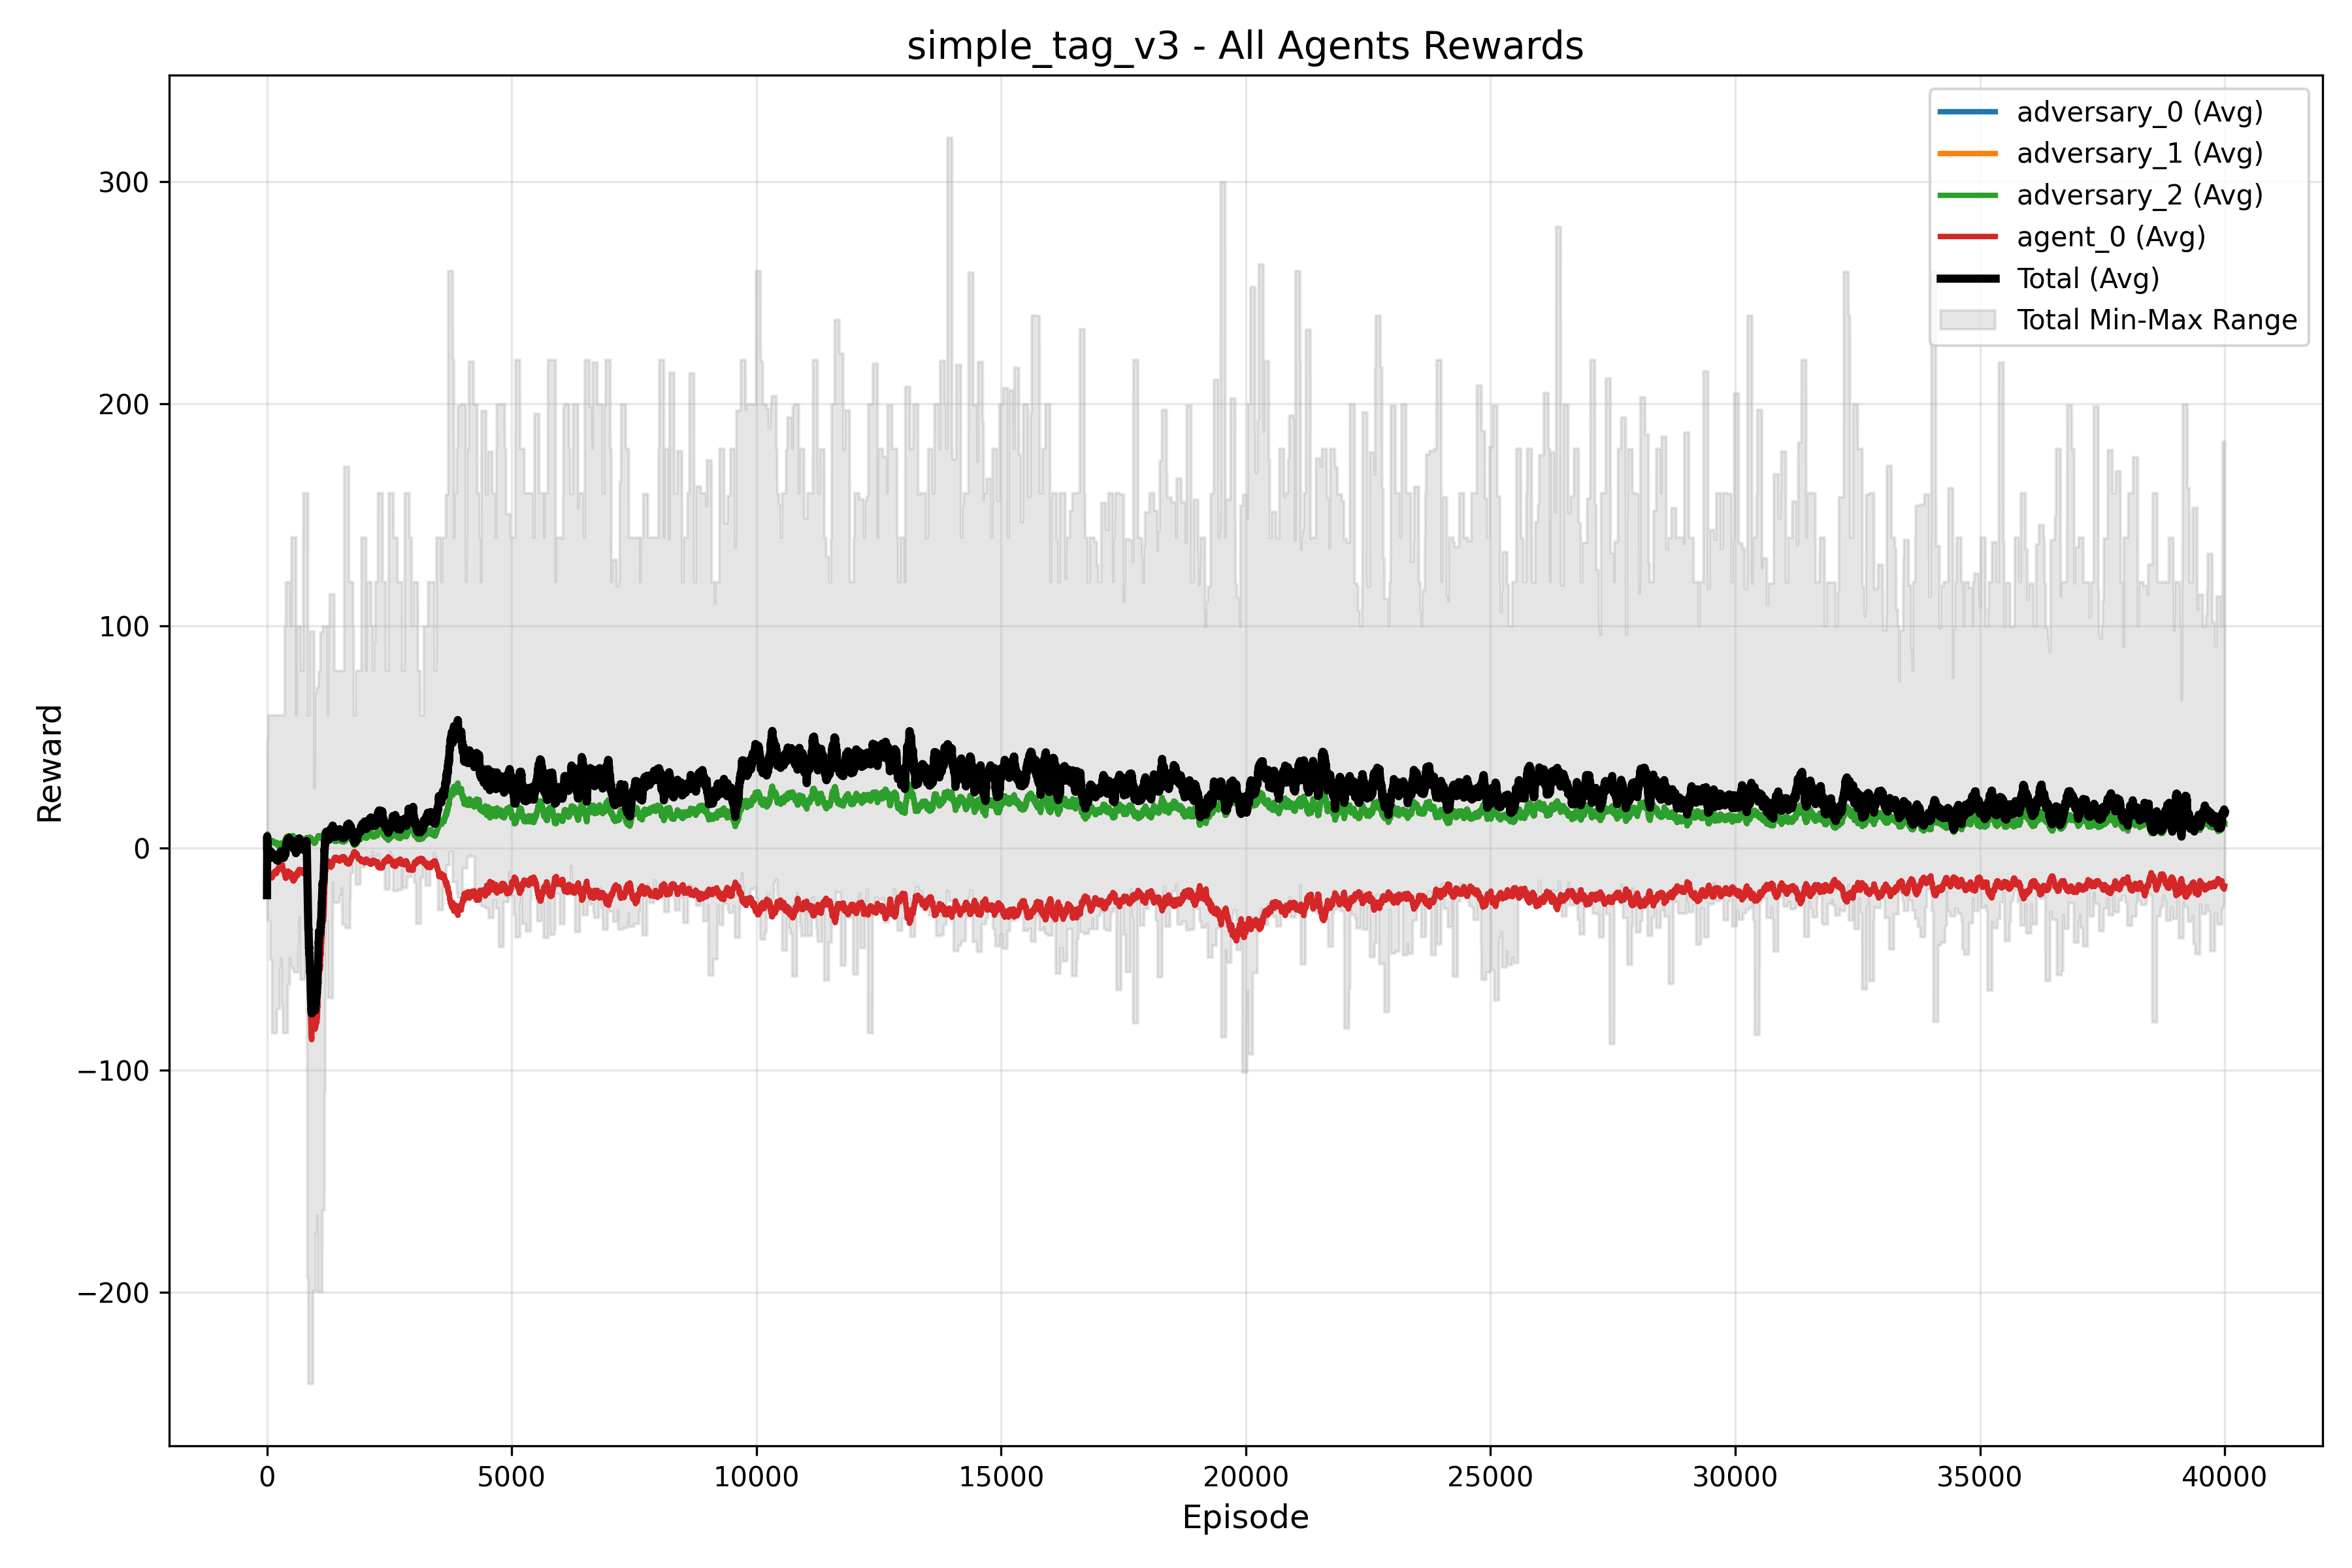 simple_tag_v3 - All Agents Rewards
adversary_0 (Avg)
adversary_1 (Avg)
adversary_2 (Avg)
agent_0 (Avg)
Total (Avg)
Total Min-Max Range
Reward
300
200
100
0
−100
−200
0
5000
10000
15000
20000
25000
30000
35000
40000
Episode